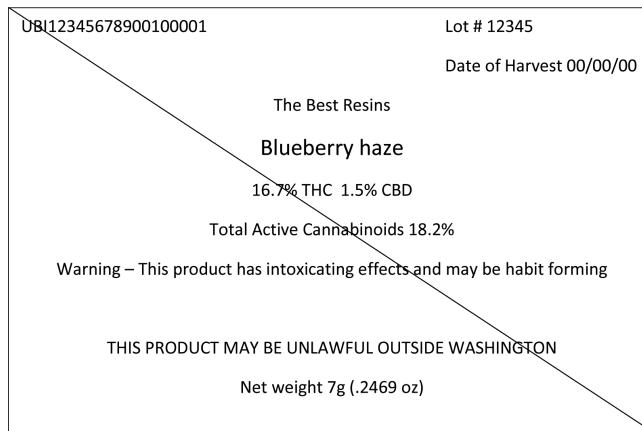 UBI12345678900100001 Lot # 12345
Date of Harvest 00/00/00
The Best Resins
Blueberry haze
16.7% THC 1.5% CBD
Total Active Cannabinoids 18.2%
Warning – This product has intoxicating effects and may be habit forming
THIS PRODUCT MAY BE UNLAWFUL OUTSIDE WASHINGTON
Net weight 7g (.2469 oz)